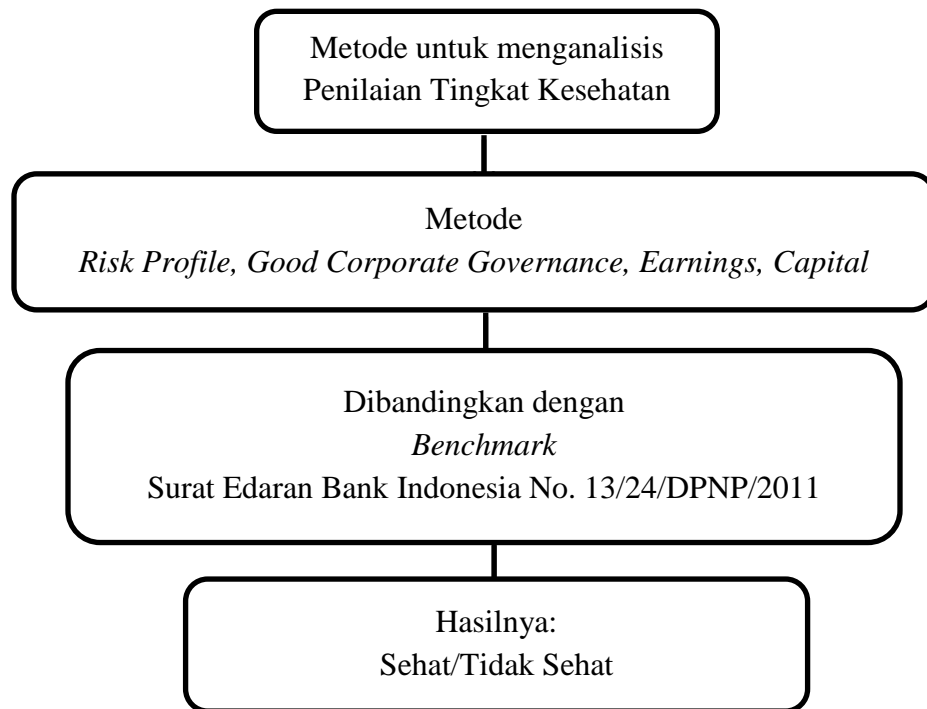 Metode untuk menganalisis
Penilaian Tingkat Kesehatan
Metode
Risk Profile, Good Corporate Governance, Earnings, Capital
Dibandingkan dengan
Benchmark
Surat Edaran Bank Indonesia No. 13/24/DPNP/2011
Hasilnya:
Sehat/Tidak Sehat